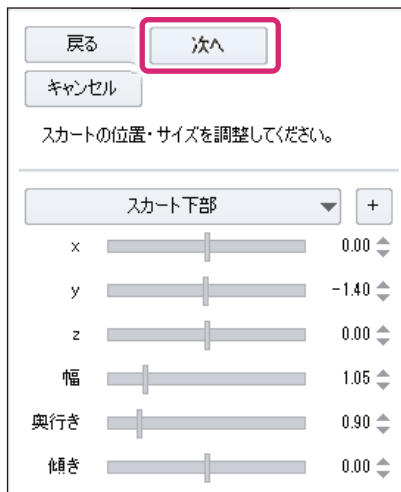 戻る 次へ
キャンセル
スカートの位置・サイズを調整してください。
スカート下部 +
x 0.00
y -1.40
z 0.00
幅 1.05
奥行き 0.90
傾き 0.00